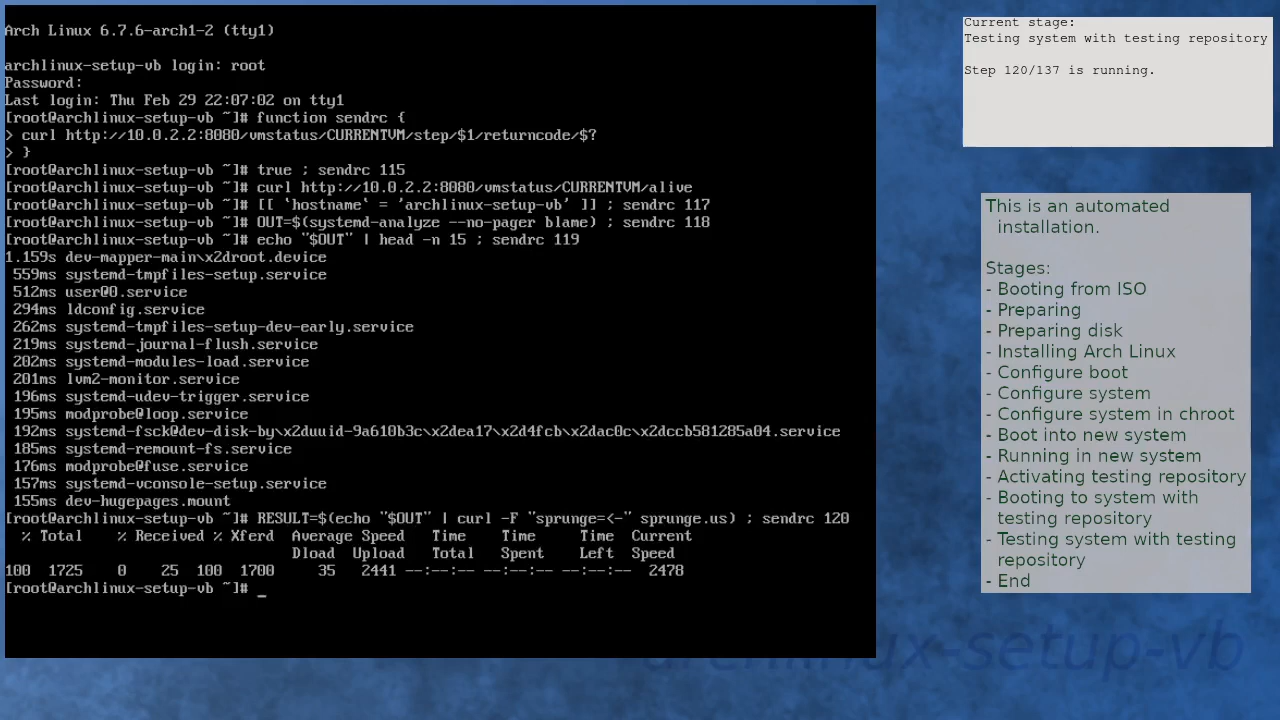 Arch Linux 6.7.6-arch1-2 (tty1)
archlinux-setup-vb login: root
Password:
Last login: Thu Feb 29 22:07:02 on tty1
[root@archlinux-setup-vb ~]# function sendrc {
> curl http://10.0.2.2:8080/vmstatus/CURRENTVM/step/$1/returncode/$?
> }
[root@archlinux-setup-vb ~]# true ; sendrc 115
[root@archlinux-setup-vb ~]# curl http://10.0.2.2:8080/vmstatus/CURRENTVM/alive
[root@archlinux-setup-vb ~]# [[ `hostname` = 'archlinux-setup-vb' ]] ; sendrc 117
[root@archlinux-setup-vb ~]# OUT=$(systemd-analyze --no-pager blame) ; sendrc 118
[root@archlinux-setup-vb ~]# echo "$OUT" | head -n 15 ; sendrc 119
1.159s dev-mapper-main\x2droot.device
559ms systemd-tmpfiles-setup.service
512ms user@0.service
294ms ldconfig.service
262ms systemd-tmpfiles-setup-dev-early.service
219ms systemd-journal-flush.service
202ms systemd-modules-load.service
201ms lvm2-monitor.service
196ms systemd-udev-trigger.service
195ms modprobe@loop.service
192ms systemd-fsck@dev-disk-by\x2duuid-9a610b3c\x2dea17\x2d4fcb\x2dac0c\x2dccb581285a04.service
185ms systemd-remount-fs.service
176ms modprobe@fuse.service
157ms systemd-vconsole-setup.service
155ms dev-hugepages.mount
[root@archlinux-setup-vb ~]# RESULT=$(echo "$OUT" | curl -F "sprunge=<-" sprunge.us) ; sendrc 120
% Total % Received % Xferd Average Speed Time Time Time Current
Dload Upload Total Spent Left Speed
100 1725 0 25 100 1700 35 2441 --:--:-- --:--:-- --:--:-- 2478
[root@archlinux-setup-vb ~]# _
Current stage:
Testing system with testing repository
Step 120/137 is running.
This is an automated
installation.
Stages:
- Booting from ISO
- Preparing
- Preparing disk
- Installing Arch Linux
- Configure boot
- Configure system
- Configure system in chroot
- Boot into new system
- Running in new system
- Activating testing repository
- Booting to system with
testing repository
- Testing system with testing
repository
- End
archlinux-setup-vb